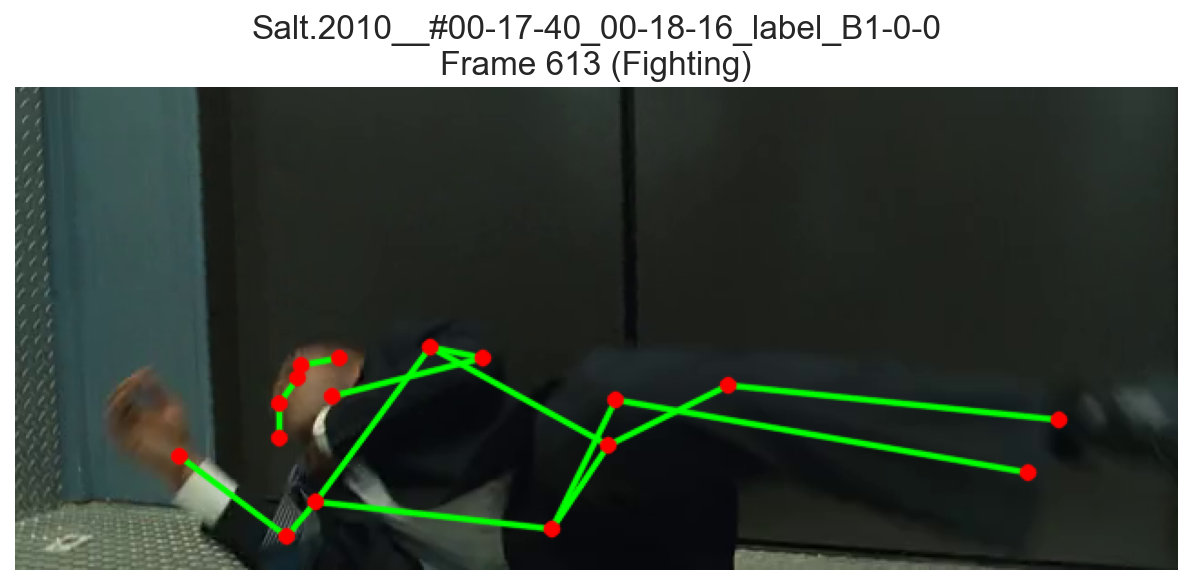 Salt.2010__#00-17-40_00-18-16_label_B1-0-0
Frame 613 (Fighting)